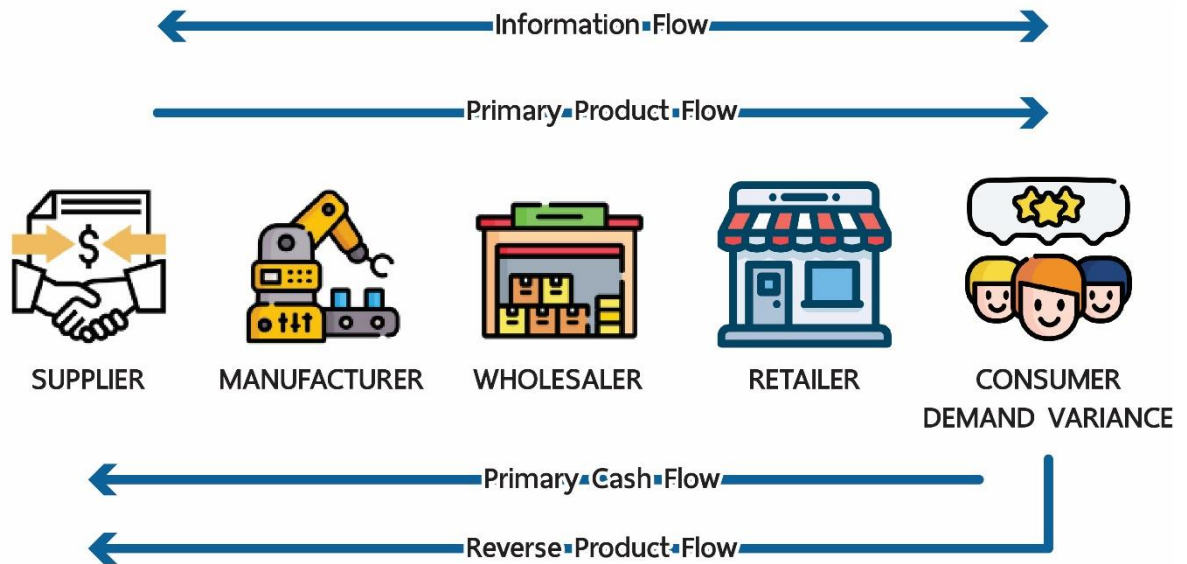 Information Flow
Primary Product Flow
$
SUPPLIER MANUFACTURER WHOLESALER RETAILER CONSUMER
DEMAND VARIANCE
Primary Cash Flow
Reverse Product Flow